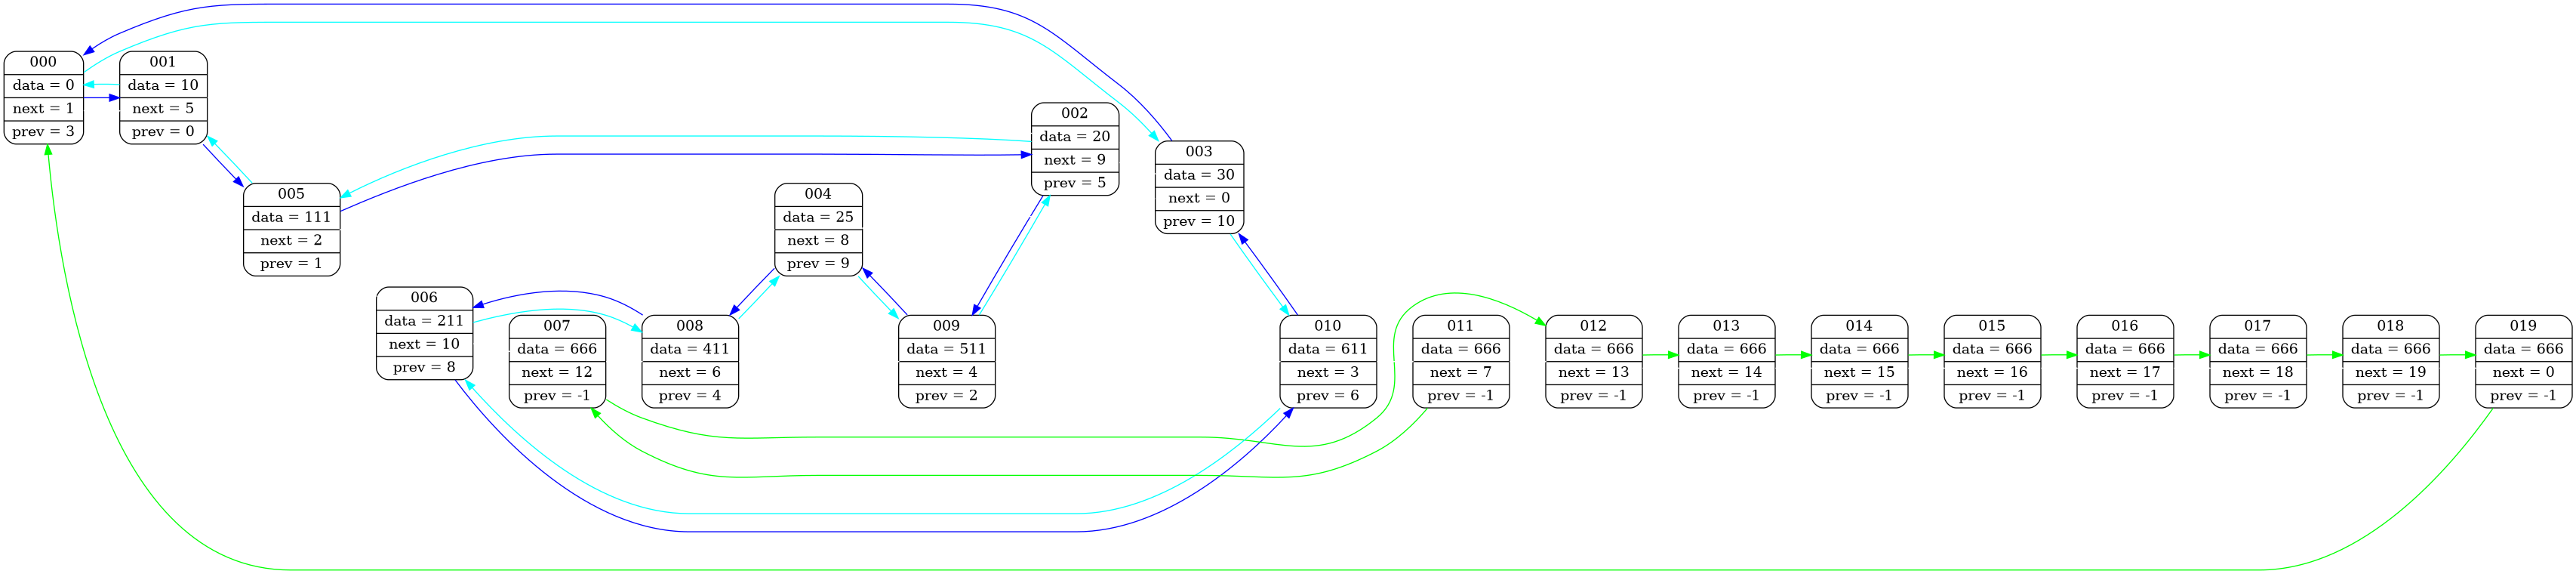 000
data = 0
next = 1
prev = 3
001
data = 10
next = 5
prev = 0
005
data = 111
next = 2
prev = 1
006
data = 211
next = 10
prev = 8
007
data = 666
next = 12
prev = -1
008
data = 411
next = 6
prev = 4
004
data = 25
next = 8
prev = 9
009
data = 511
next = 4
prev = 2
002
data = 20
next = 9
prev = 5
003
data = 30
next = 0
prev = 10
010
data = 611
next = 3
prev = 6
011
data = 666
next = 7
prev = -1
012
data = 666
next = 13
prev = -1
013
data = 666
next = 14
prev = -1
014
data = 666
next = 15
prev = -1
015
data = 666
next = 16
prev = -1
016
data = 666
next = 17
prev = -1
017
data = 666
next = 18
prev = -1
018
data = 666
next = 19
prev = -1
019
data = 666
next = 0
prev = -1